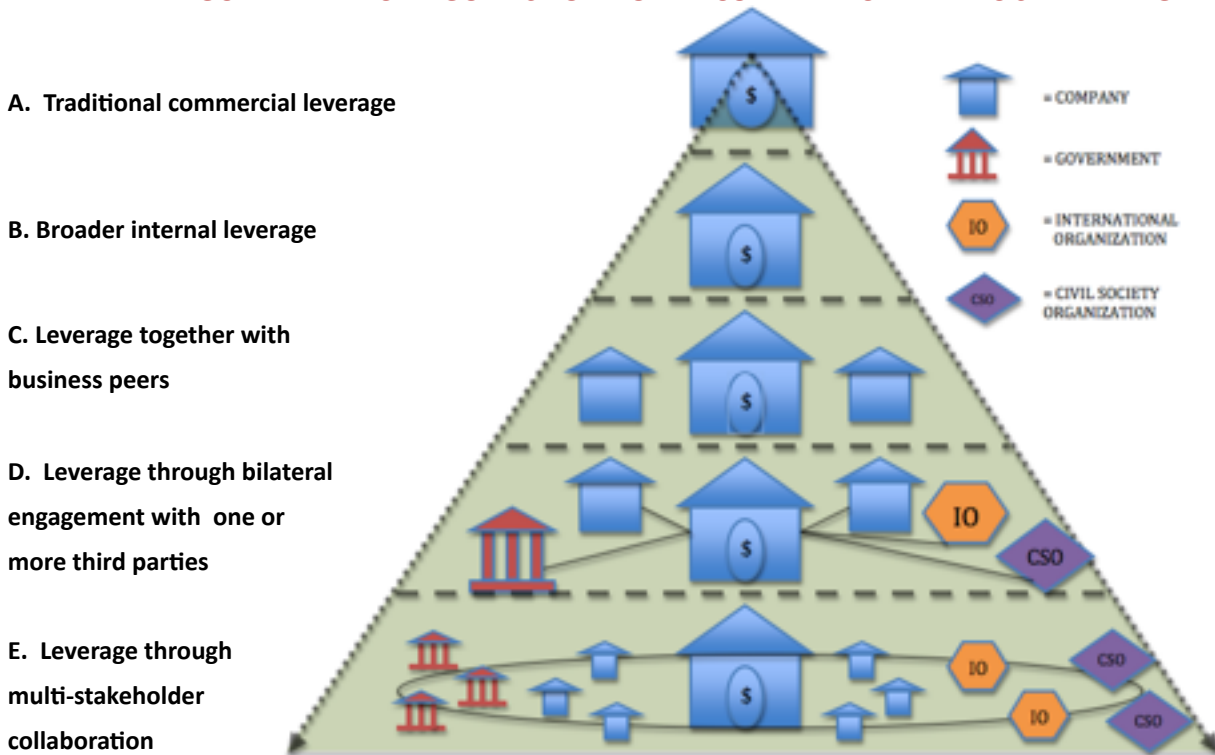 A. Traditional commercial leverage
$
= COMPANY
= GOVERNMENT
B. Broader internal leverage
$
IO
= INTERNATIONAL
ORGANIZATION
CSO
= CIVIL SOCIETY
ORGANIZATION
C. Leverage together with
business peers
$
D. Leverage through bilateral
engagement with one or
more third parties
$
IO
CSO
E. Leverage through
multi-stakeholder
collaboration
$
IO
CSO
IO
CSO